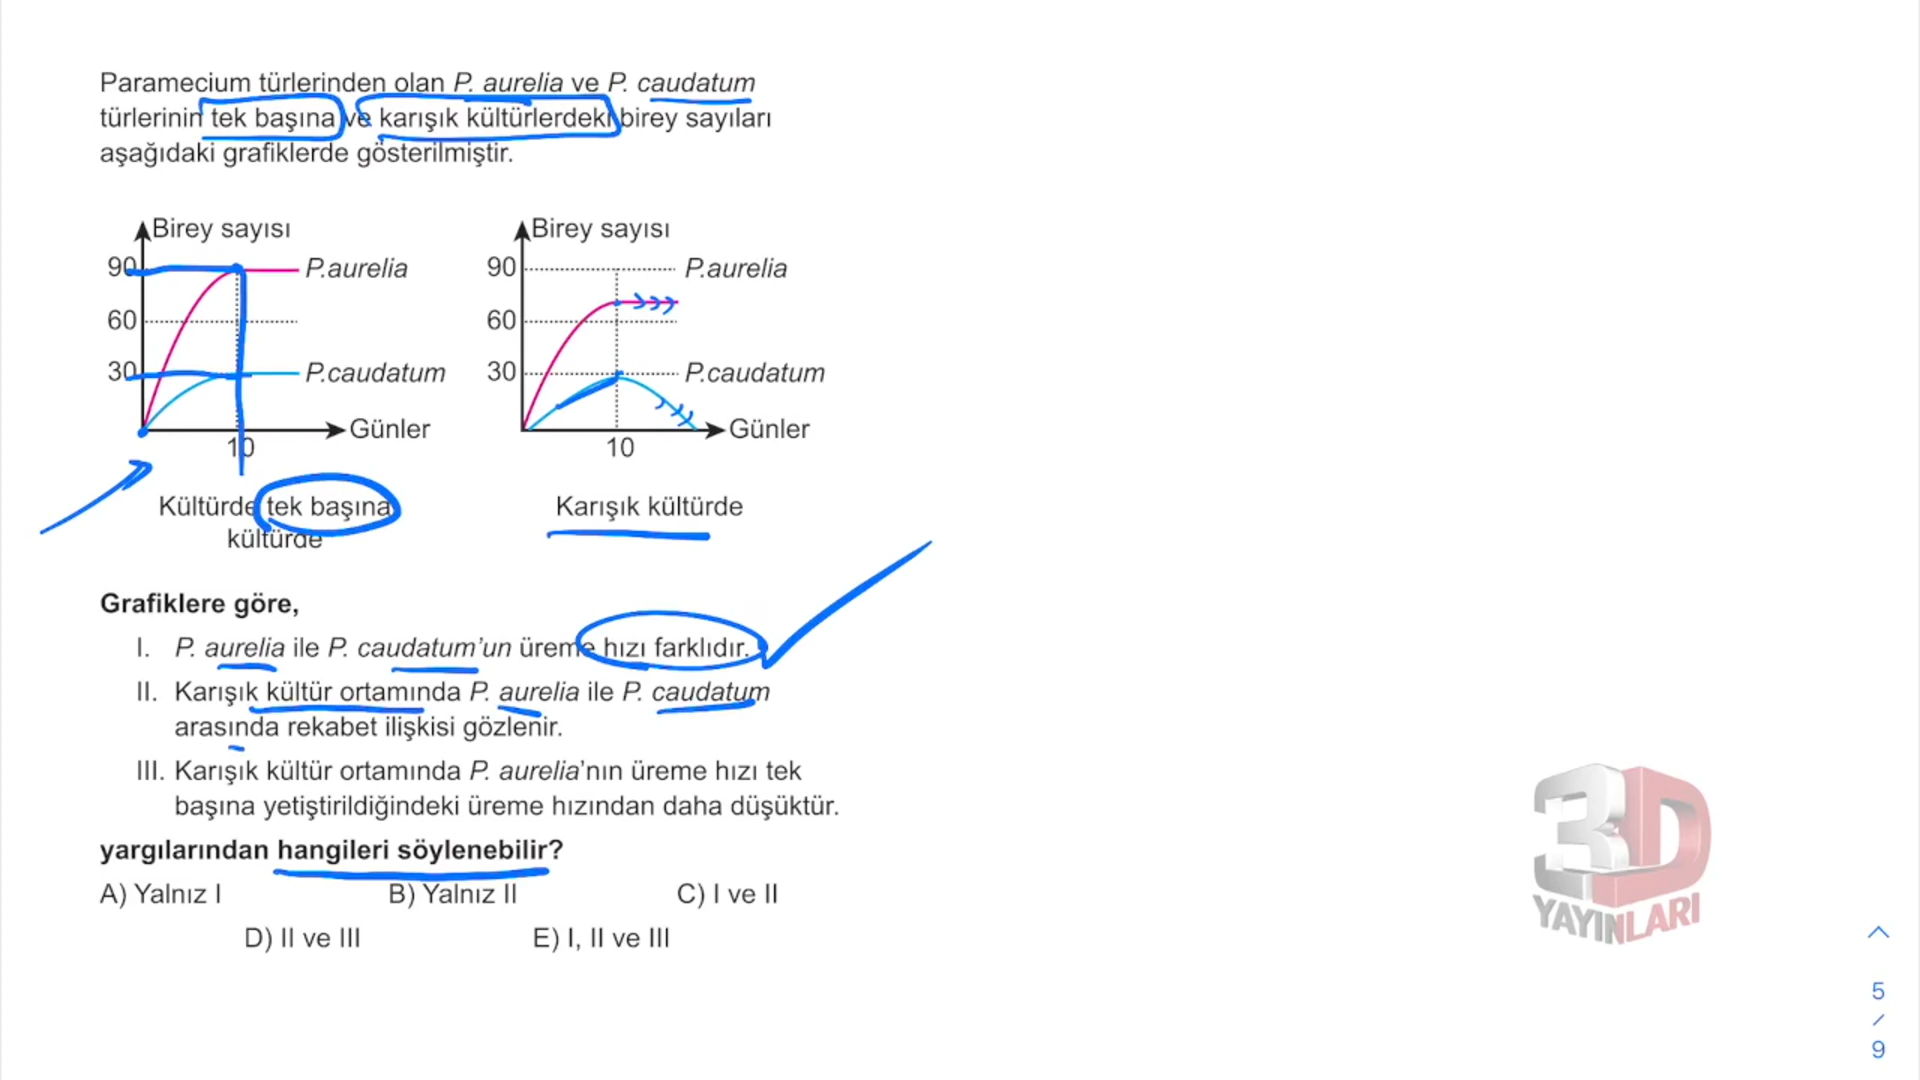 Paramecium türlerinden olan P. aurelia ve P. caudatum
türlerinin tek başına ve karışık kültürlerdeki birey sayıları
aşağıdaki grafiklerde gösterilmiştir.
Birey sayısı
90
P.aurelia
60
30
P.caudatum
Günler
10
Kültürde tek başına
kültürde
Birey sayısı
90
P.aurelia
60
30
P.caudatum
Günler
10
Karışık kültürde
Grafiklere göre,
I. P. aurelia ile P. caudatum’un üreme hızı farklıdır.
II. Karışık kültür ortamında P. aurelia ile P. caudatum
arasında rekabet ilişkisi gözlenir.
III. Karışık kültür ortamında P. aurelia’nın üreme hızı tek
başına yetiştirildiğindeki üreme hızından daha düşüktür.
yargılarından hangileri söylenebilir?
A) Yalnız I B) Yalnız II C) I ve II
D) II ve III E) I, II ve III
3D
YAYINLARI
5
/
9